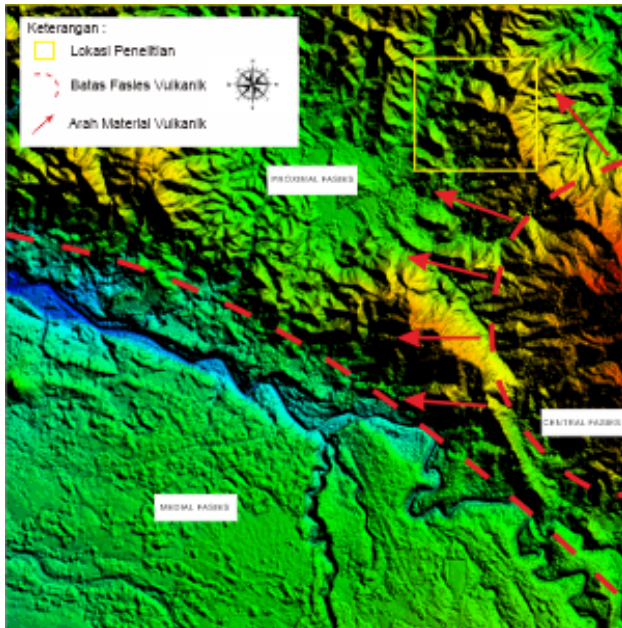 Keterangan :
Lokasi Penelitian
Batas Fasies Vulkanik
Arah Material Vulkanik
PROXIMAL FASIES
CENTRAL FASIES
MEDIAL FASIES